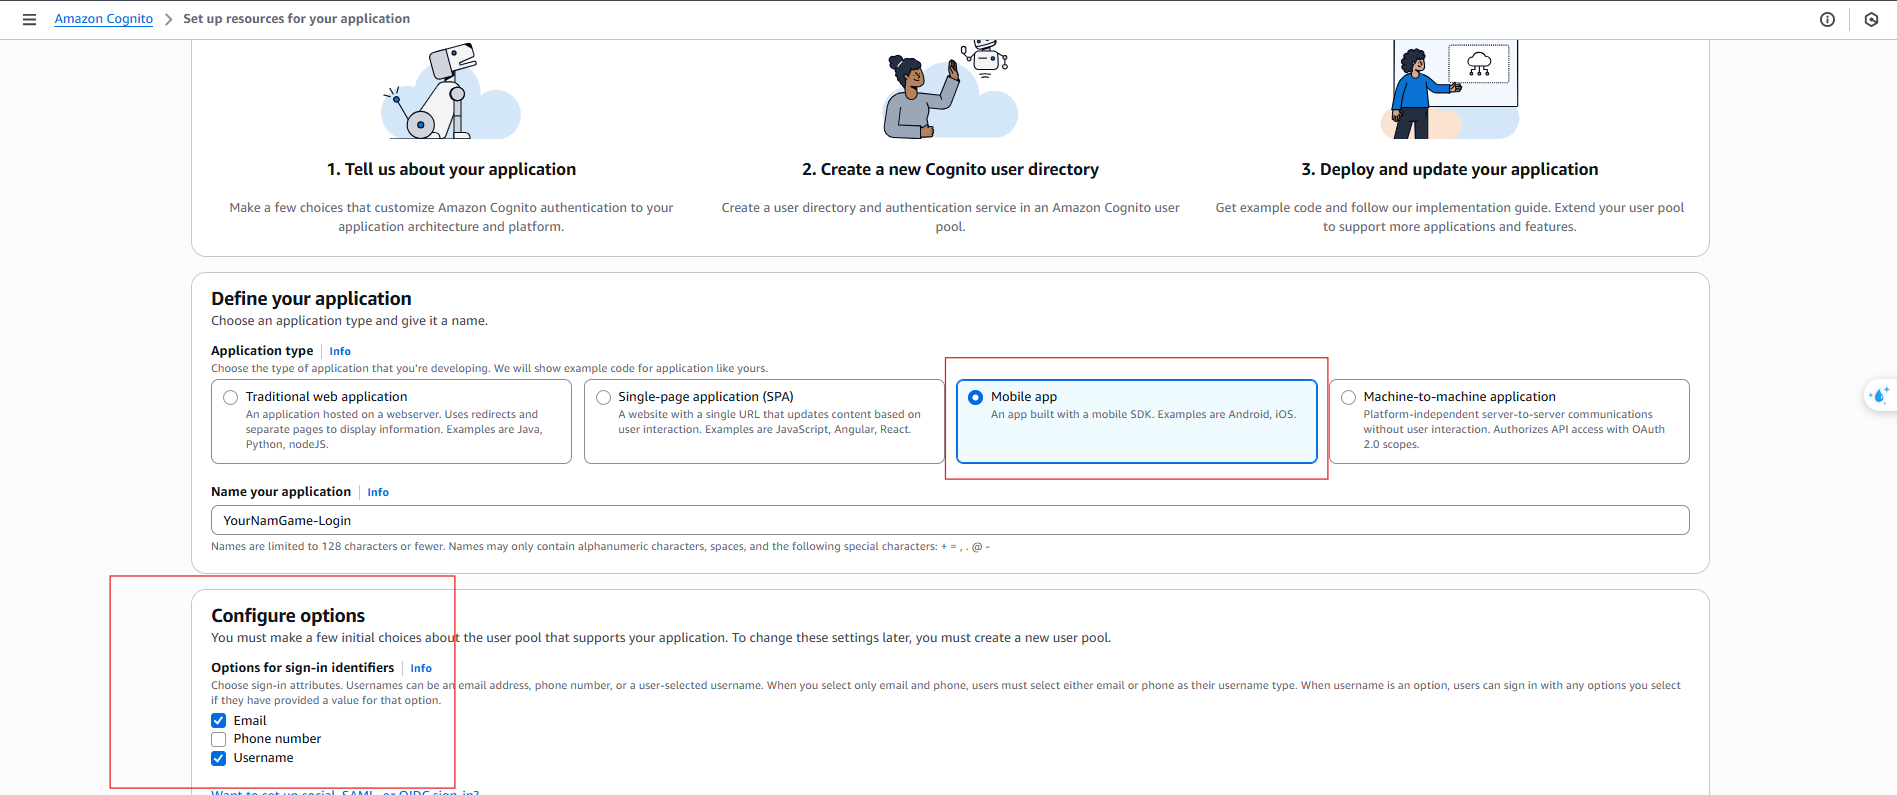 Amazon Cognito > Set up resources for your application
1. Tell us about your application
Make a few choices that customize Amazon Cognito authentication to your
application architecture and platform.
2. Create a new Cognito user directory
Create a user directory and authentication service in an Amazon Cognito user
pool.
3. Deploy and update your application
Get example code and follow our implementation guide. Extend your user pool
to support more applications and features.
Define your application
Choose an application type and give it a name.
Application type | Info
Choose the type of application that you're developing. We will show example code for application like yours.
Traditional web application
An application hosted on a webserver. Uses redirects and
separate pages to display information. Examples are Java,
Python, nodeJS.
Single-page application (SPA)
A website with a single URL that updates content based on
user interaction. Examples are JavaScript, Angular, React.
Mobile app
An app built with a mobile SDK. Examples are Android, iOS.
Machine-to-machine application
Platform-independent server-to-server communications
without user interaction. Authorizes API access with OAuth
2.0 scopes.
Name your application | Info
YourNamGame-Login
Names are limited to 128 characters or fewer. Names may only contain alphanumeric characters, spaces, and the following special characters: + = , . @ -
Configure options
You must make a few initial choices about the user pool that supports your application. To change these settings later, you must create a new user pool.
Options for sign-in identifiers | Info
Choose sign-in attributes. Usernames can be an email address, phone number, or a user-selected username. When you select only email and phone, users must select either email or phone as their username type. When username is an option, users can sign in with any options you select
if they have provided a value for that option.
Email
Phone number
Username
Want to set up social, SAML, or OIDC sign-in?